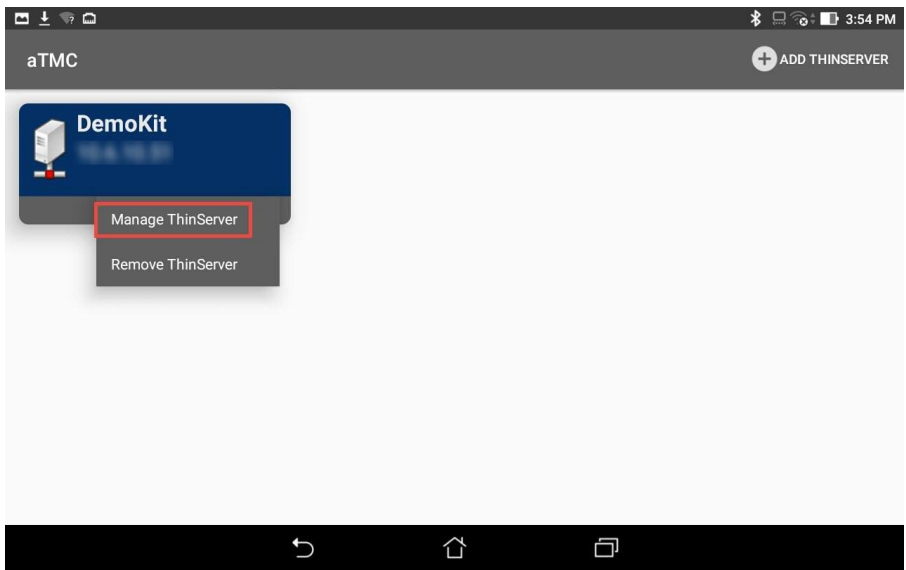 3:54 PM
aTMC
ADD THINSERVER
DemoKit
Manage ThinServer
Remove ThinServer